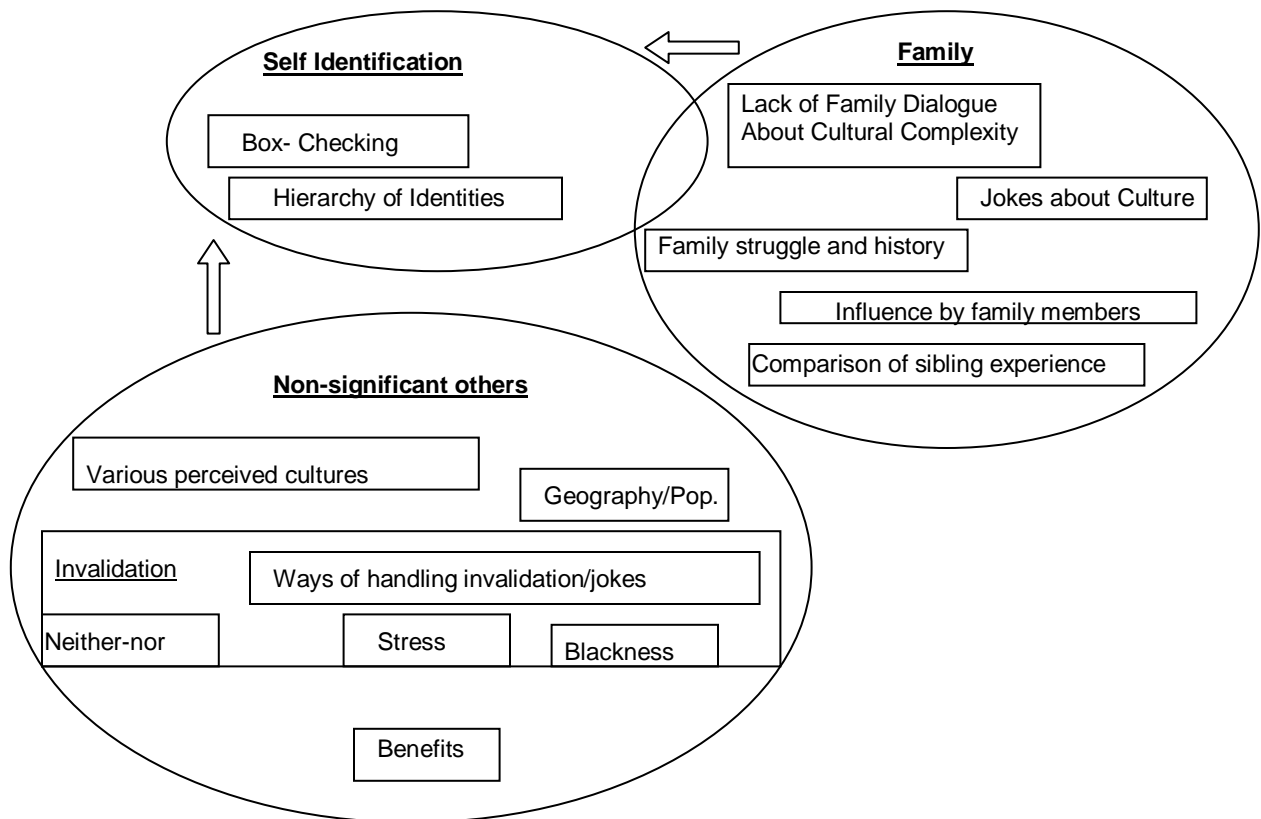 Self Identification
Box- Checking
Hierarchy of Identities
Family
Lack of Family Dialogue
About Cultural Complexity
Jokes about Culture
Family struggle and history
Influence by family members
Comparison of sibling experience
Non-significant others
Various perceived cultures
Geography/Pop.
Invalidation
Ways of handling invalidation/jokes
Neither-nor
Stress
Blackness
Benefits